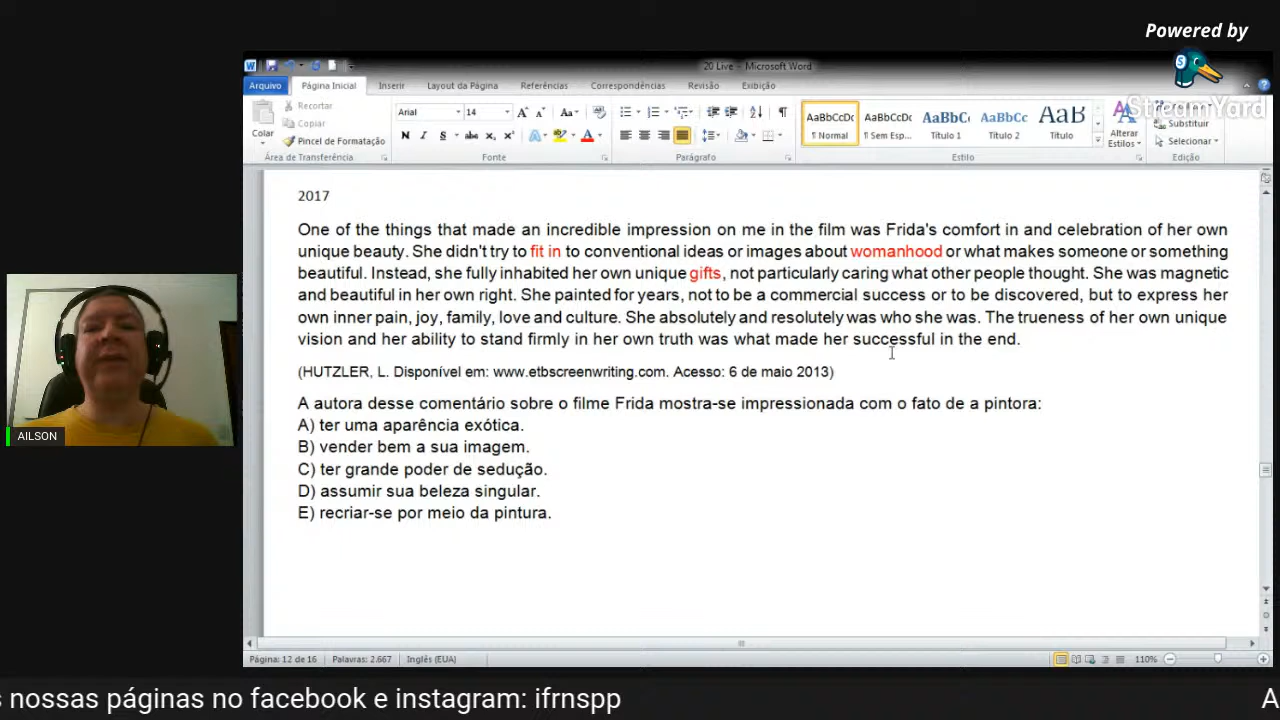 Powered by
StreamYard
20 Live - Microsoft Word
Arquivo Página Inicial Inserir Layout da Página Referências Correspondências Revisão Exibição
Colar
Recortar
Copiar
Pincel de Formatação
Área de Transferência
Arial 14
Fonte
Parágrafo
AaBbCcDc AaBbCcDc AaBbC AaBbCc AaB
¶ Normal ¶ Sem Esp... Título 1 Título 2 Título
Alterar
Estilos
Estilo
Substituir
Selecionar
Edição
2017
One of the things that made an incredible impression on me in the film was Frida's comfort in and celebration of her own
unique beauty. She didn't try to fit in to conventional ideas or images about womanhood or what makes someone or something
beautiful. Instead, she fully inhabited her own unique gifts, not particularly caring what other people thought. She was magnetic
and beautiful in her own right. She painted for years, not to be a commercial success or to be discovered, but to express her
own inner pain, joy, family, love and culture. She absolutely and resolutely was who she was. The trueness of her own unique
vision and her ability to stand firmly in her own truth was what made her successful in the end.
(HUTZLER, L. Disponível em: www.etbscreenwriting.com. Acesso: 6 de maio 2013)
A autora desse comentário sobre o filme Frida mostra-se impressionada com o fato de a pintora:
A) ter uma aparência exótica.
B) vender bem a sua imagem.
C) ter grande poder de sedução.
D) assumir sua beleza singular.
E) recriar-se por meio da pintura.
AILSON
Página: 12 de 16 Palavras: 2.667 Inglês (EUA) 110%
s nossas páginas no facebook e instagram: ifrnspp A